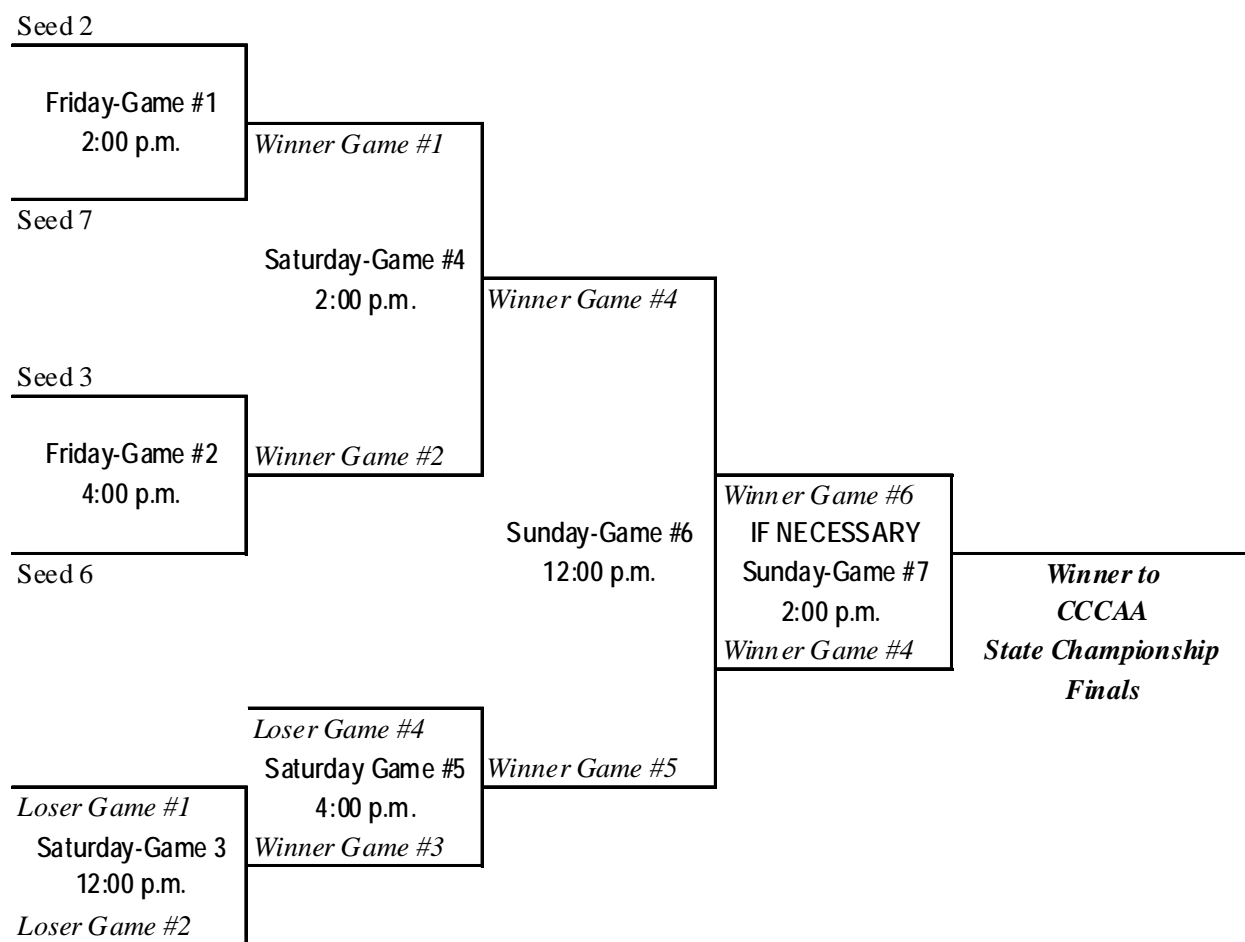 Seed 2
Friday-Game #1
2:00 p.m.
Winner Game #1
Seed 7
Saturday-Game #4
2:00 p.m.
Winner Game #4
Seed 3
Friday-Game #2
4:00 p.m.
Winner Game #2
Seed 6
Sunday-Game #6
12:00 p.m.
Winner Game #6
IF NECESSARY
Sunday-Game #7
2:00 p.m.
Winner Game #4
Winner to
CCCAA
State Championship
Finals
Loser Game #4
Saturday Game #5
4:00 p.m.
Winner Game #5
Loser Game #1
Saturday-Game 3
12:00 p.m.
Winner Game #3
Loser Game #2